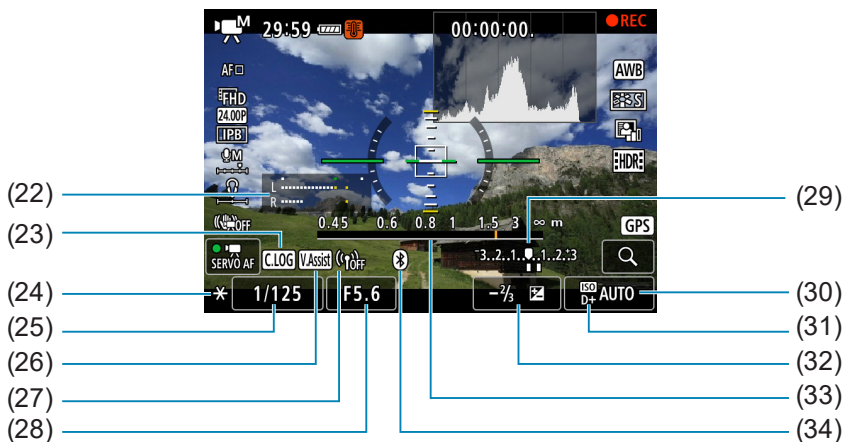 M 29:59 00:00:00. ●REC
AF□ AWB
FHD S
24.00P
IPB
M HDR
(22) L
R
0.45 0.6 0.8 1 1.5 3 ∞ m (29)
OFF GPS
(23) SERVO AF C.LOG V.Assist OFF -3..2..1..0..1..2.+3
(24) * 1/125 F5.6 -⅔ ISO D+ AUTO (30)
(25) (31)
(26) (32)
(27) (33)
(28) (34)